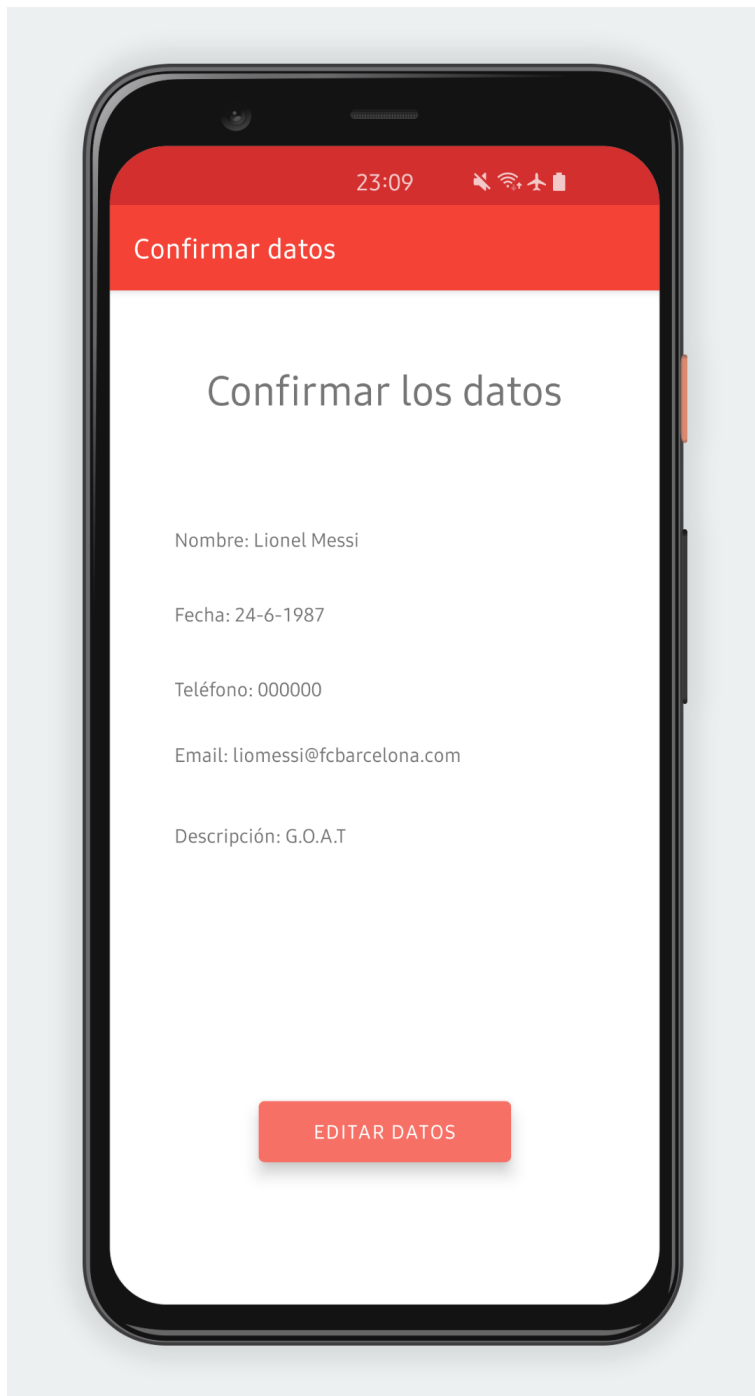 23:09
Confirmar datos
Confirmar los datos
Nombre: Lionel Messi
Fecha: 24-6-1987
Teléfono: 000000
Email: liomessi@fcbarcelona.com
Descripción: G.O.A.T
EDITAR DATOS